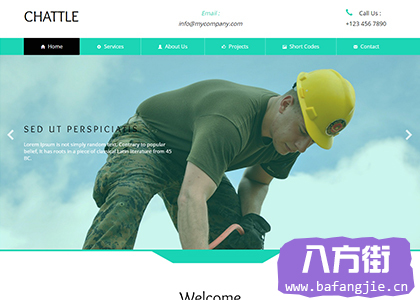 CHATTLE
Email :
info@mycompany.com
Call Us :
+123 456 7890
Home
Services
About Us
Projects
Short Codes
Contact
SED UT PERSPICIATIS
Lorem Ipsum is not simply random text. Contrary to popular
belief, It has roots in a piece of classical Latin literature from 45
BC.
Welcome
八方街
www.bafangjie.cn